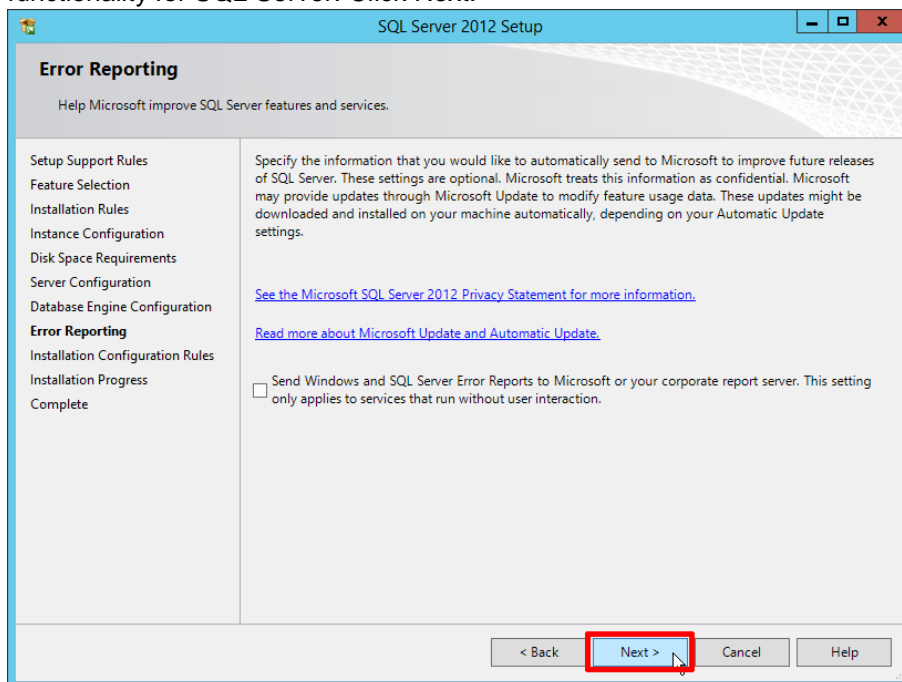 functionality for SQL Server. Click Next.
SQL Server 2012 Setup
Error Reporting
Help Microsoft improve SQL Server features and services.
Setup Support Rules
Feature Selection
Installation Rules
Instance Configuration
Disk Space Requirements
Server Configuration
Database Engine Configuration
Error Reporting
Installation Configuration Rules
Installation Progress
Complete
Specify the information that you would like to automatically send to Microsoft to improve future releases
of SQL Server. These settings are optional. Microsoft treats this information as confidential. Microsoft
may provide updates through Microsoft Update to modify feature usage data. These updates might be
downloaded and installed on your machine automatically, depending on your Automatic Update
settings.
See the Microsoft SQL Server 2012 Privacy Statement for more information.
Read more about Microsoft Update and Automatic Update.
Send Windows and SQL Server Error Reports to Microsoft or your corporate report server. This setting
only applies to services that run without user interaction.
< Back
Next >
Cancel
Help